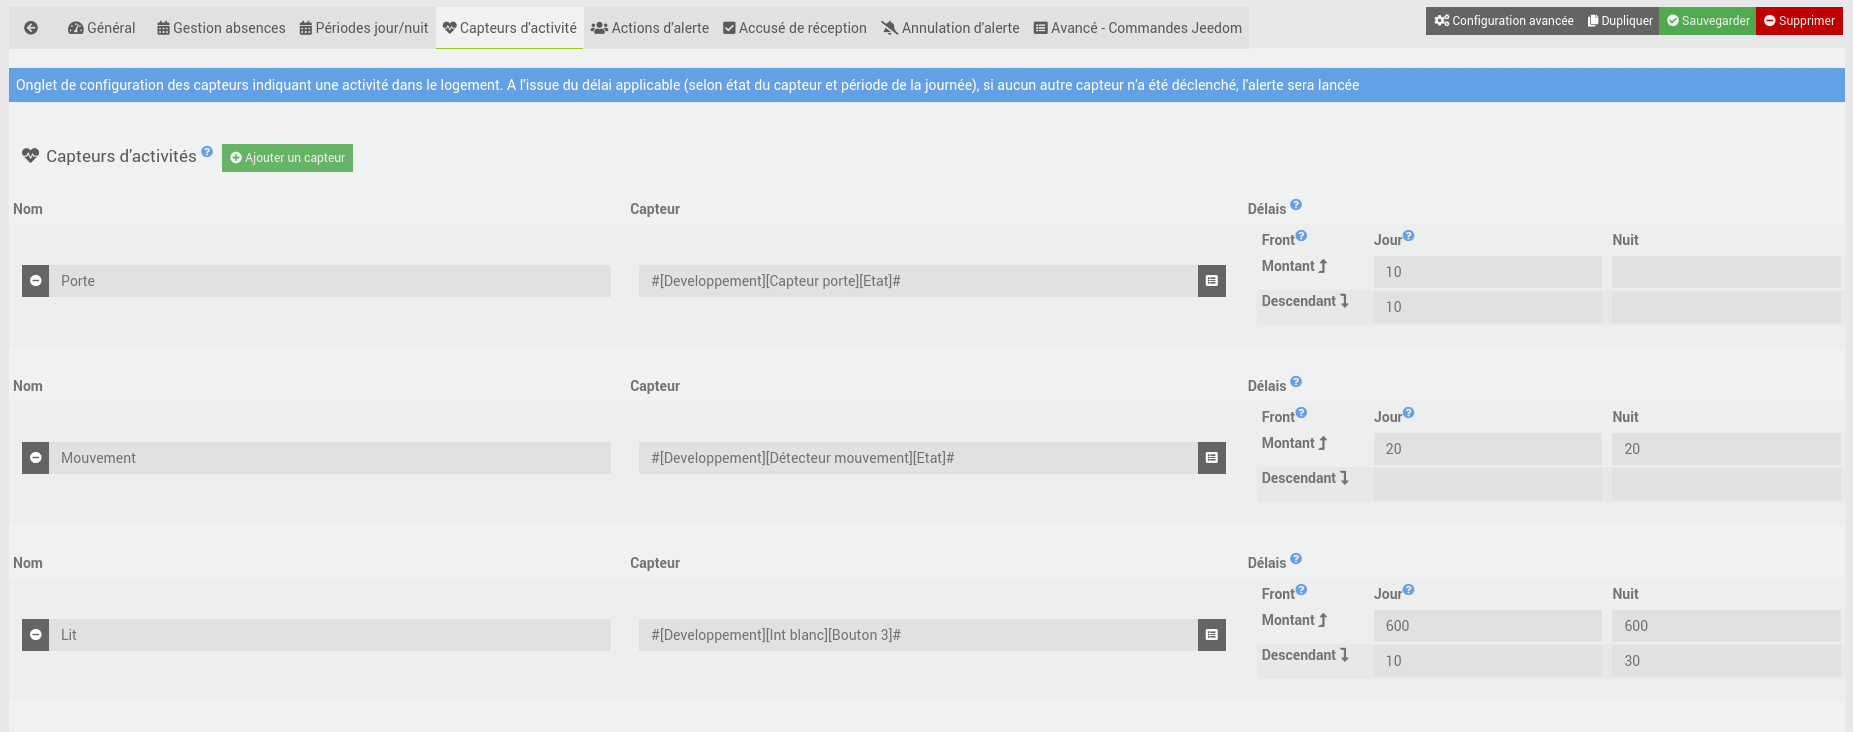 Général Gestion absences Périodes jour/nuit Capteurs d'activité Actions d'alerte Accusé de réception Annulation d'alerte Avancé - Commandes Jeedom Configuration avancée Dupliquer Sauvegarder Supprimer
Onglet de configuration des capteurs indiquant une activité dans le logement. A l'issue du délai applicable (selon état du capteur et période de la journée), si aucun autre capteur n'a été déclenché, l'alerte sera lancée
Capteurs d'activités ? Ajouter un capteur
Nom Capteur Délais ?
Front ? Jour ? Nuit
Montant 10
Porte #[Developpement][Capteur porte][Etat]#
Descendant 10
Nom Capteur Délais ?
Front ? Jour ? Nuit
Montant 20 20
Mouvement #[Developpement][Détecteur mouvement][Etat]#
Descendant
Nom Capteur Délais ?
Front ? Jour ? Nuit
Montant 600 600
Lit #[Developpement][Int blanc][Bouton 3]#
Descendant 10 30